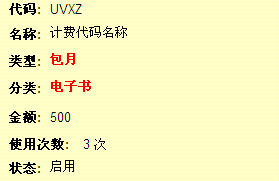 代码: UVXZ
名称: 计费代码名称
类型: 包月
分类: 电子书
金额: 500
使用次数: 3 次
状态: 启用